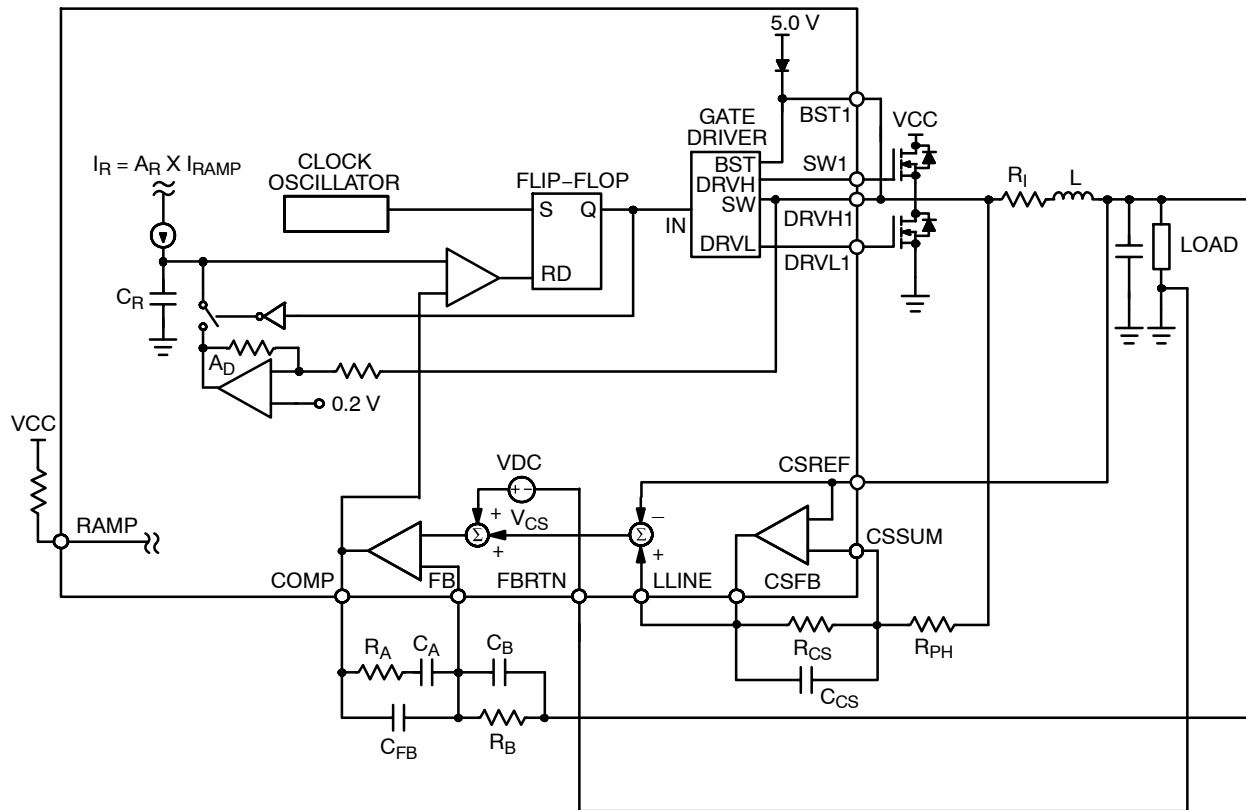 5.0 V
BST1
GATE
DRIVER
VCC
I_R = A_R X I_RAMP
CLOCK
OSCILLATOR
FLIP–FLOP
BST
DRVH
SW
DRVL
SW1
S
Q
IN
DRVH1
R_I
L
RD
DRVL1
LOAD
C_R
A_D
0.2 V
VCC
VDC
CSREF
+ –
+
V_CS
–
Σ
+
Σ
+
CSSUM
RAMP
COMP
FB
FBRTN
LLINE
CSFB
R_A
C_A
C_B
R_CS
R_PH
C_CS
C_FB
R_B